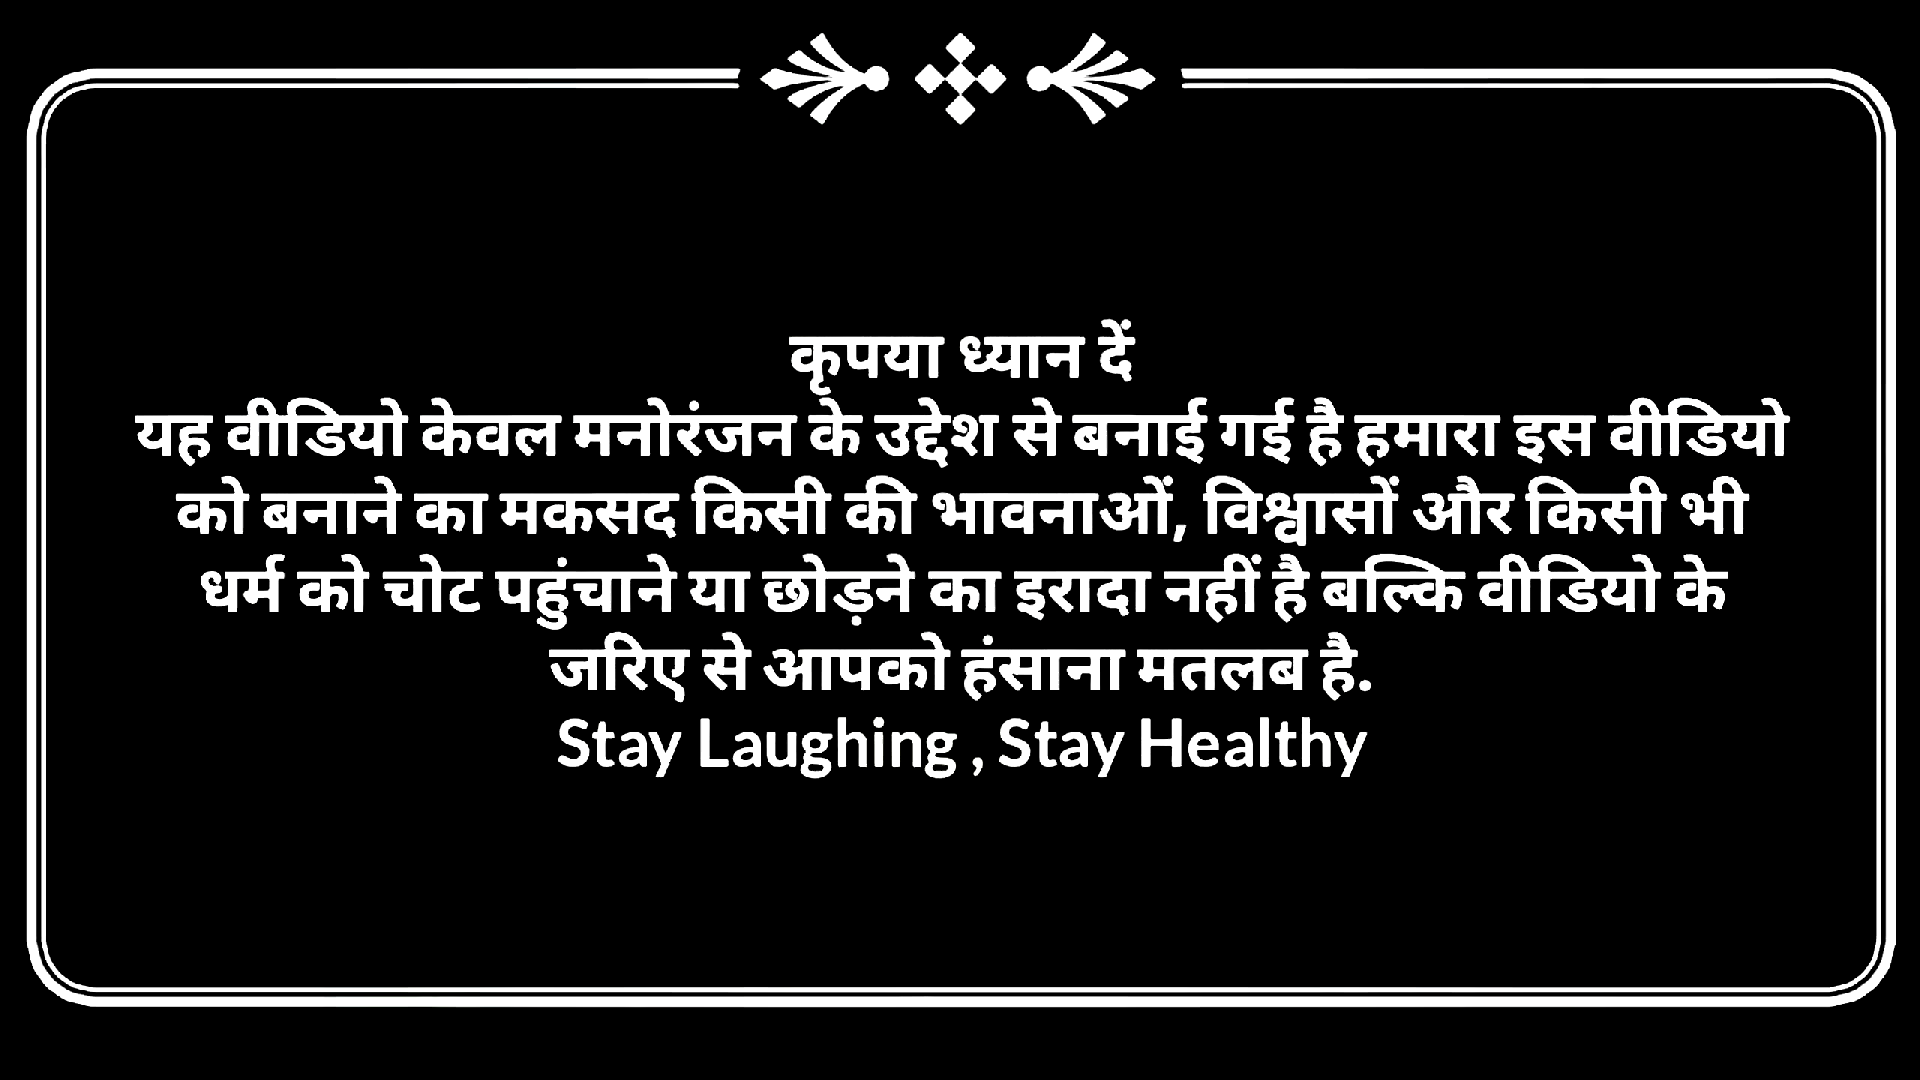 कृपया ध्यान दें
यह वीडियो केवल मनोरंजन के उद्देश से बनाई गई है हमारा इस वीडियो
को बनाने का मकसद किसी की भावनाओं, विश्वासों और किसी भी
धर्म को चोट पहुंचाने या छोड़ने का इरादा नहीं है बल्कि वीडियो के
जरिए से आपको हंसाना मतलब है.
Stay Laughing , Stay Healthy